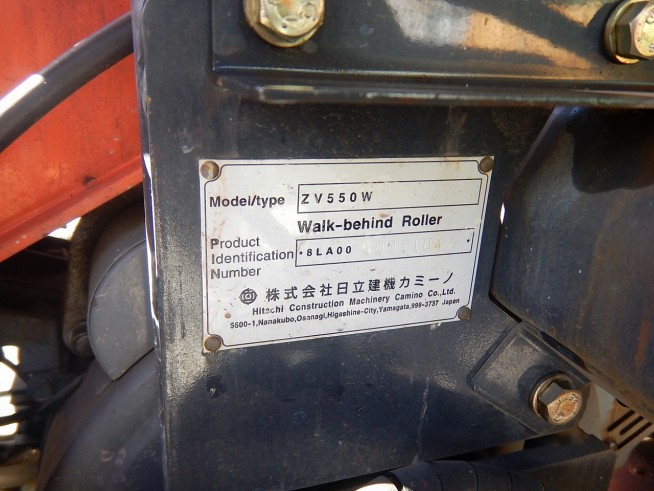 Model/type ZV550W
Walk-behind Roller
Product
Identification •8LA00
Number
株式会社日立建機カミーノ
Hitachi Construction Machinery Camino Co.,Ltd.
5600-1,Nanakubo,Osanagi,Higashine-City,Yamagata,999-3737 Japan